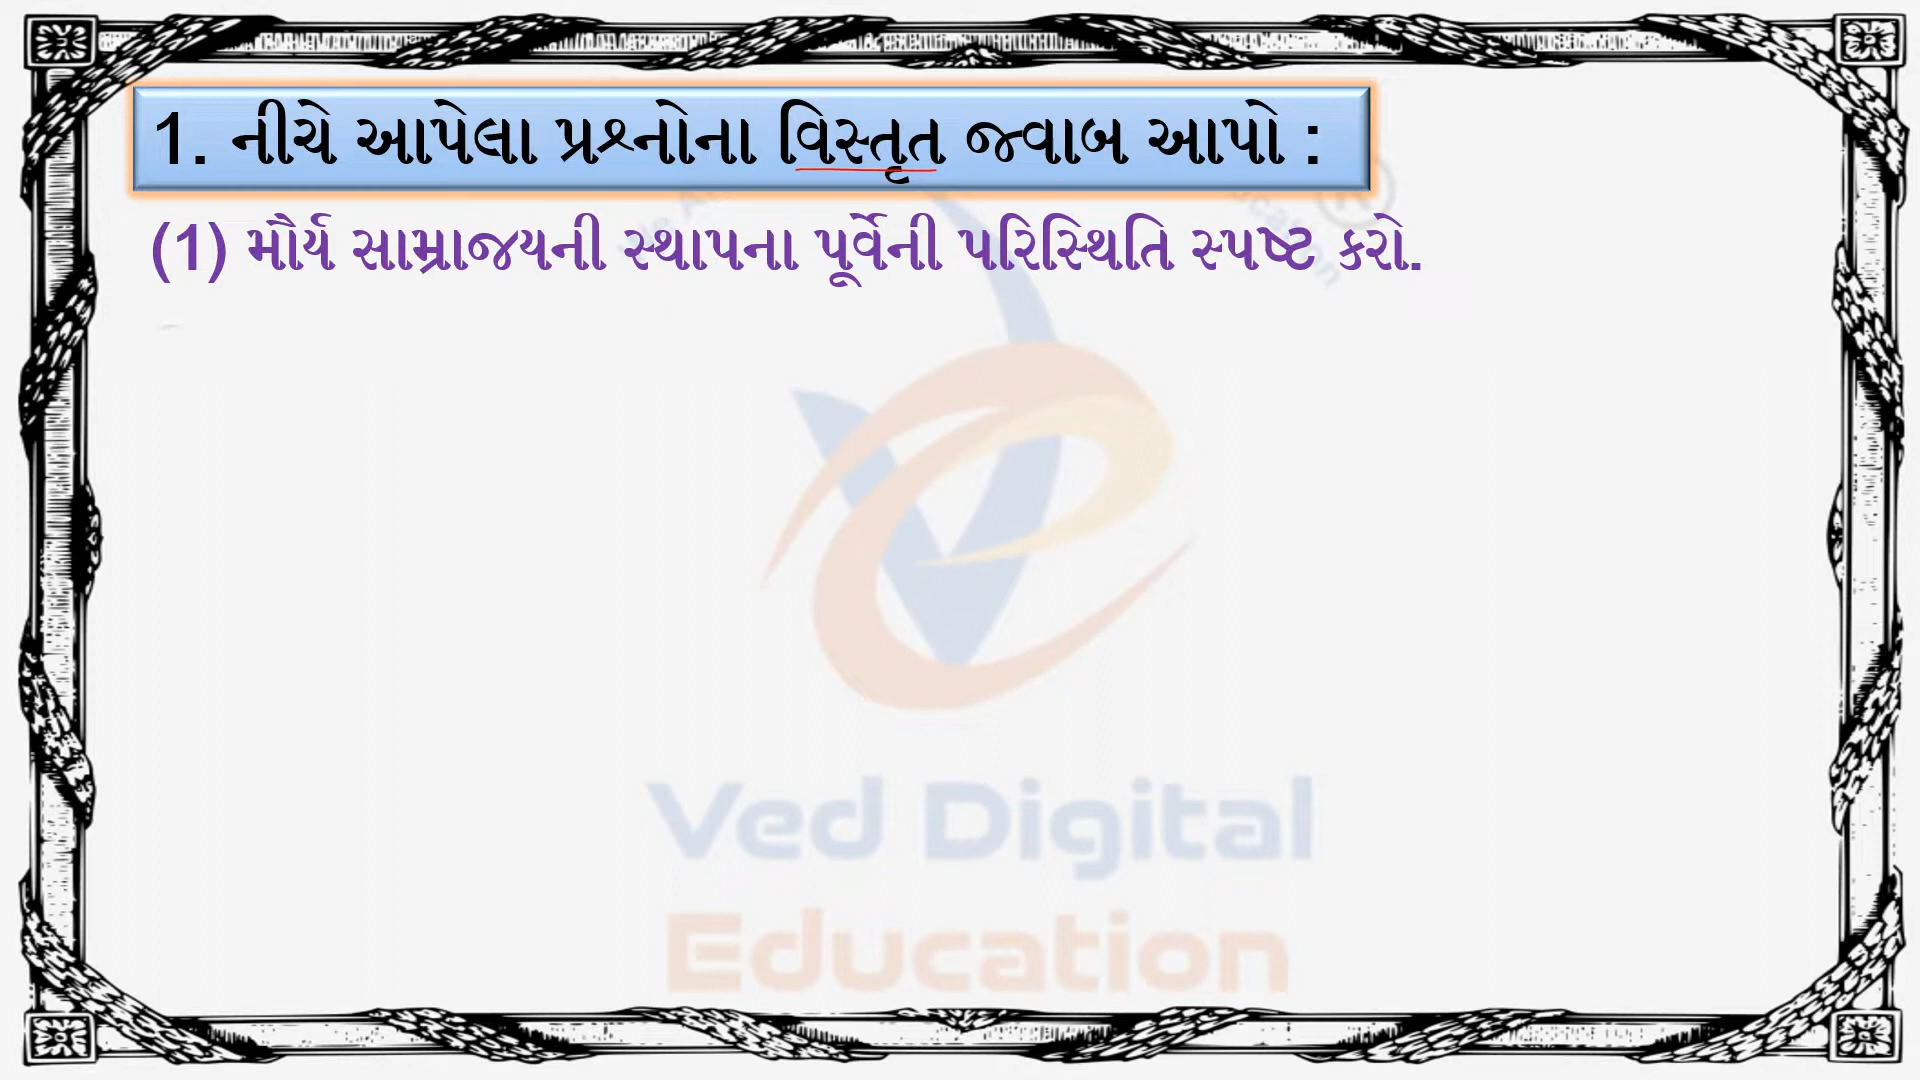 1. નીચે આપેલા પ્રશ્નોના વિસ્તૃત જવાબ આપો :
(1) મૌર્ય સામ્રાજયની સ્થાપના પૂર્વેની પરિસ્થિતિ સ્પષ્ટ કરો.
Ved Digital
Education